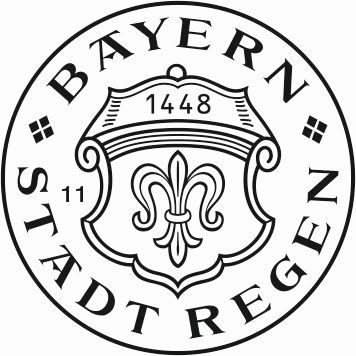 BAYERN
1448
11
STADT REGEN